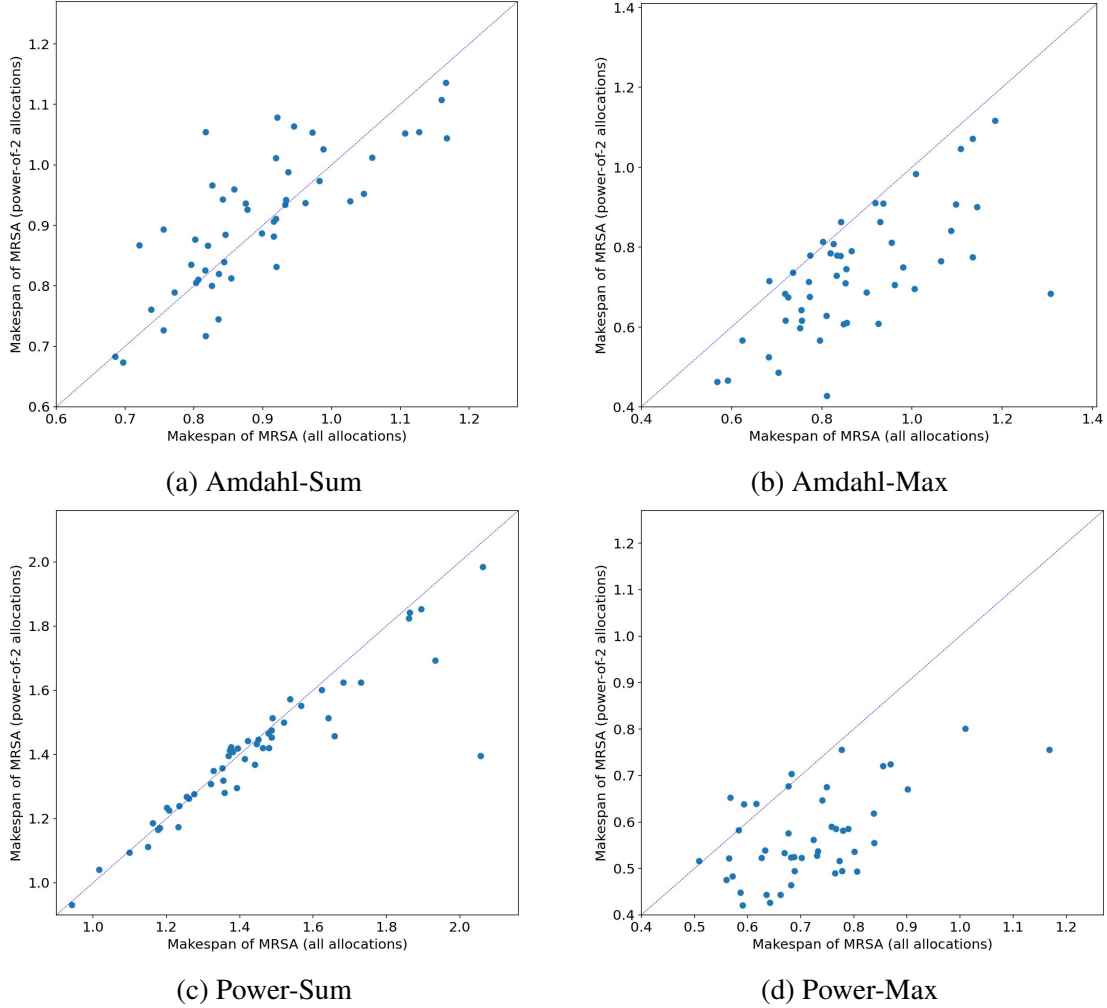 Makespan of MRSA (power-of-2 allocations)
1.2
1.1
1.0
0.9
0.8
0.7
0.6
0.6 0.7 0.8 0.9 1.0 1.1 1.2
Makespan of MRSA (all allocations)
(a) Amdahl-Sum
Makespan of MRSA (power-of-2 allocations)
1.4
1.2
1.0
0.8
0.6
0.4
0.4 0.6 0.8 1.0 1.2 1.4
Makespan of MRSA (all allocations)
(b) Amdahl-Max
Makespan of MRSA (power-of-2 allocations)
2.0
1.8
1.6
1.4
1.2
1.0
1.0 1.2 1.4 1.6 1.8 2.0
Makespan of MRSA (all allocations)
(c) Power-Sum
Makespan of MRSA (power-of-2 allocations)
1.2
1.1
1.0
0.9
0.8
0.7
0.6
0.5
0.4
0.4 0.5 0.6 0.7 0.8 0.9 1.0 1.1 1.2
Makespan of MRSA (all allocations)
(d) Power-Max